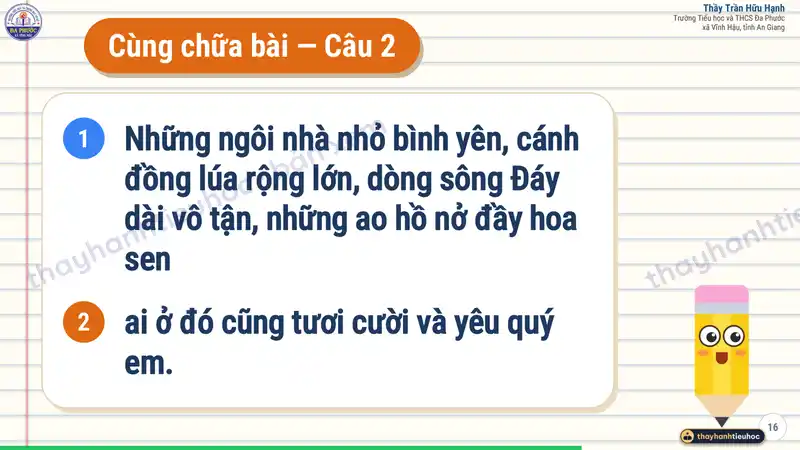 Thầy Trần Hữu Hạnh
Trường Tiểu học và THCS Đa Phước
xã Vĩnh Hậu, tỉnh An Giang
ĐA PHƯỚC
Cùng chữa bài – Câu 2
1
Những ngôi nhà nhỏ bình yên, cánh
đồng lúa rộng lớn, dòng sông Đáy
dài vô tận, những ao hồ nở đầy hoa
sen
2
ai ở đó cũng tươi cười và yêu quý
em.
16
thayhanhtieuhoc